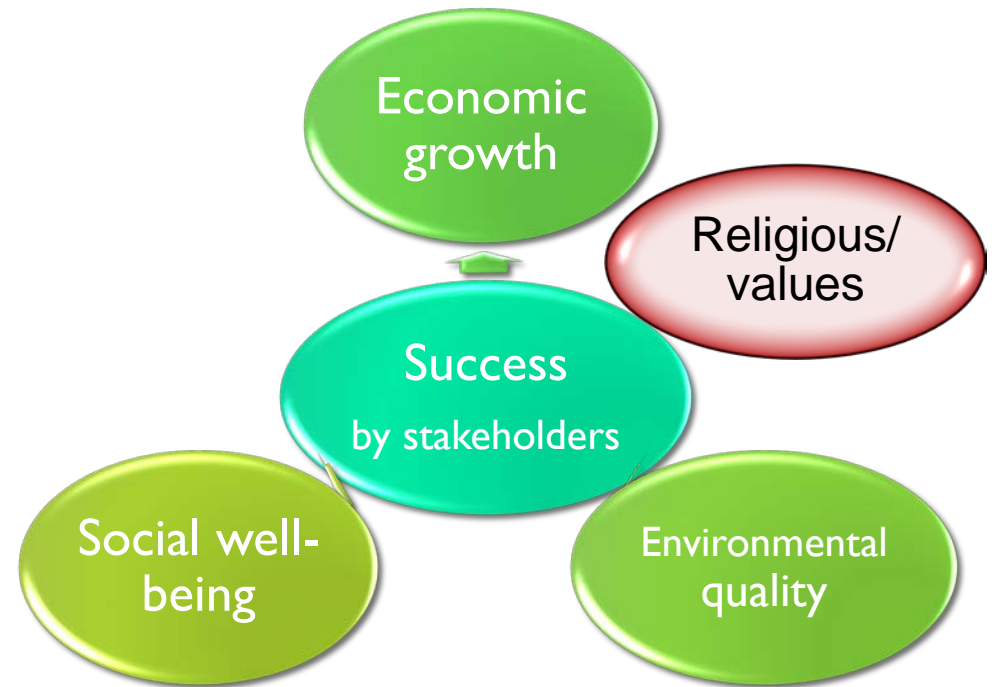 Economic
growth
Religious/
values
Success
by stakeholders
Social well-
being
Environmental
quality